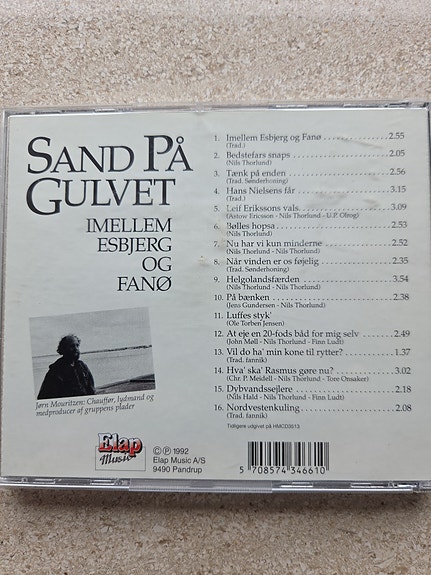 SAND PÅ
GULVET
IMELLEM
ESBJERG
OG
FANØ
Jørn Mouritzen: Chauffør, lydmand og
medproducer af gruppens plader
1. Imellem Esbjerg og Fanø 2.55
(Trad.)
2. Bedstefars snaps 2.05
(Nils Thorlund)
3. Tænk på enden 2.56
(Trad. Sønderhoning)
4. Hans Nielsens får 3.15
(Trad.)
5. Leif Erikssons vals 3.09
(Astow Ericson - Nils Thorlund - U.P. Olrog)
6. Bølles hopsa 2.53
(Nils Thorlund)
7. Nu har vi kun minderne 2.52
(Nils Thorlund - Nils Thorlund)
8. Når vinden er os føjelig 2.35
(Trad. Sønderhoning)
9. Helgolandsfærden 3.54
(Nils Thorlund - Nils Thorlund)
10. På bænken 2.38
(Jens Gundersen - Nils Thorlund)
11. Luffes styk'
(Ole Torben Jensen)
12. At eje en 20-fods båd for mig selv 2.49
(John Møll - Nils Thorlund - Finn Ludt)
13. Vil do ha' min kone til rytter? 1.37
(Trad. fannik)
14. Hva' ska' Rasmus gøre nu? 3.02
(Chr. P. Meidell - Nils Thorlund - Tore Onsaker)
15. Dybvandssejlere 2.18
(Nils Hald - Nils Thorlund - Finn Ludt)
16. Nordvestenkuling 2.08
(Trad. fannik)
Tidligere udgivet på HMCD3513
Elap
Music
© ℗ 1992
Elap Music A/S
9490 Pandrup
5 708574 346610